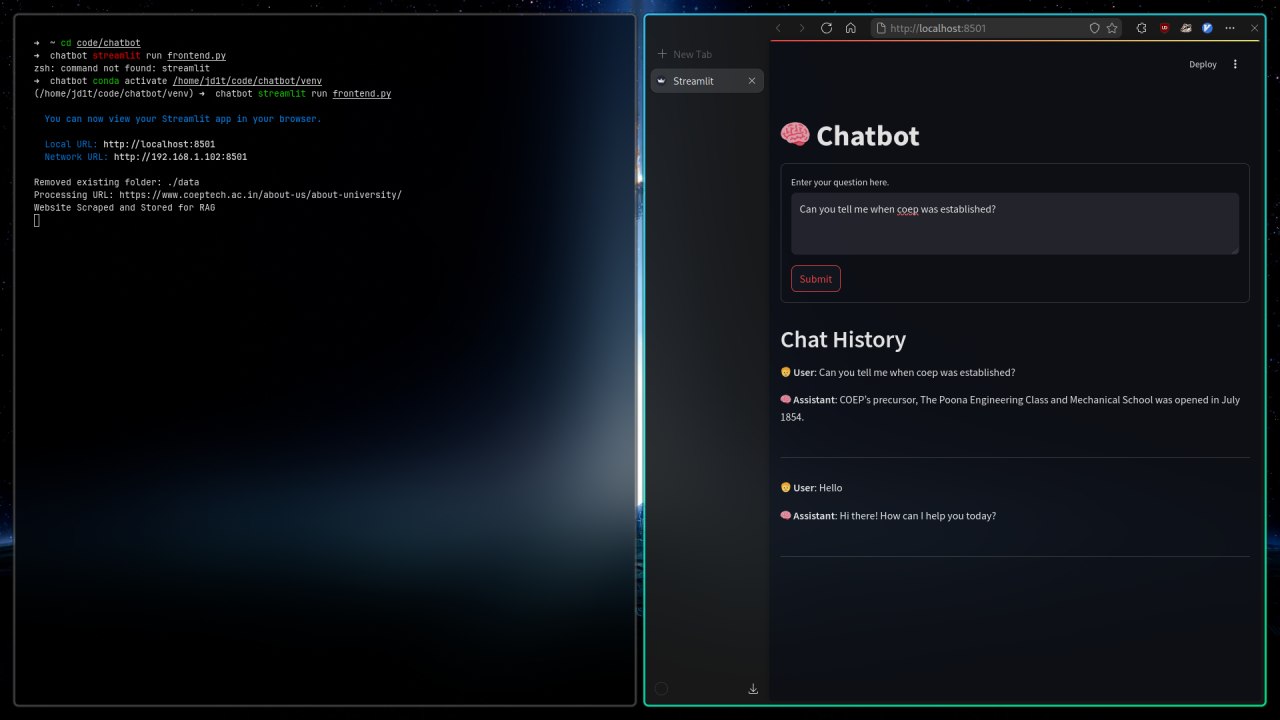 ➜ ~ cd code/chatbot
➜ chatbot streamlit run frontend.py
zsh: command not found: streamlit
➜ chatbot conda activate /home/jd1t/code/chatbot/venv
(/home/jd1t/code/chatbot/venv) ➜ chatbot streamlit run frontend.py
You can now view your Streamlit app in your browser.
Local URL: http://localhost:8501
Network URL: http://192.168.1.102:8501
Removed existing folder: ./data
Processing URL: https://www.coeptech.ac.in/about-us/about-university/
Website Scraped and Stored for RAG
http://localhost:8501
New Tab
Streamlit
Deploy
Chatbot
Enter your question here.
Can you tell me when coep was established?
Submit
Chat History
User: Can you tell me when coep was established?
Assistant: COEP's precursor, The Poona Engineering Class and Mechanical School was opened in July
1854.
User: Hello
Assistant: Hi there! How can I help you today?